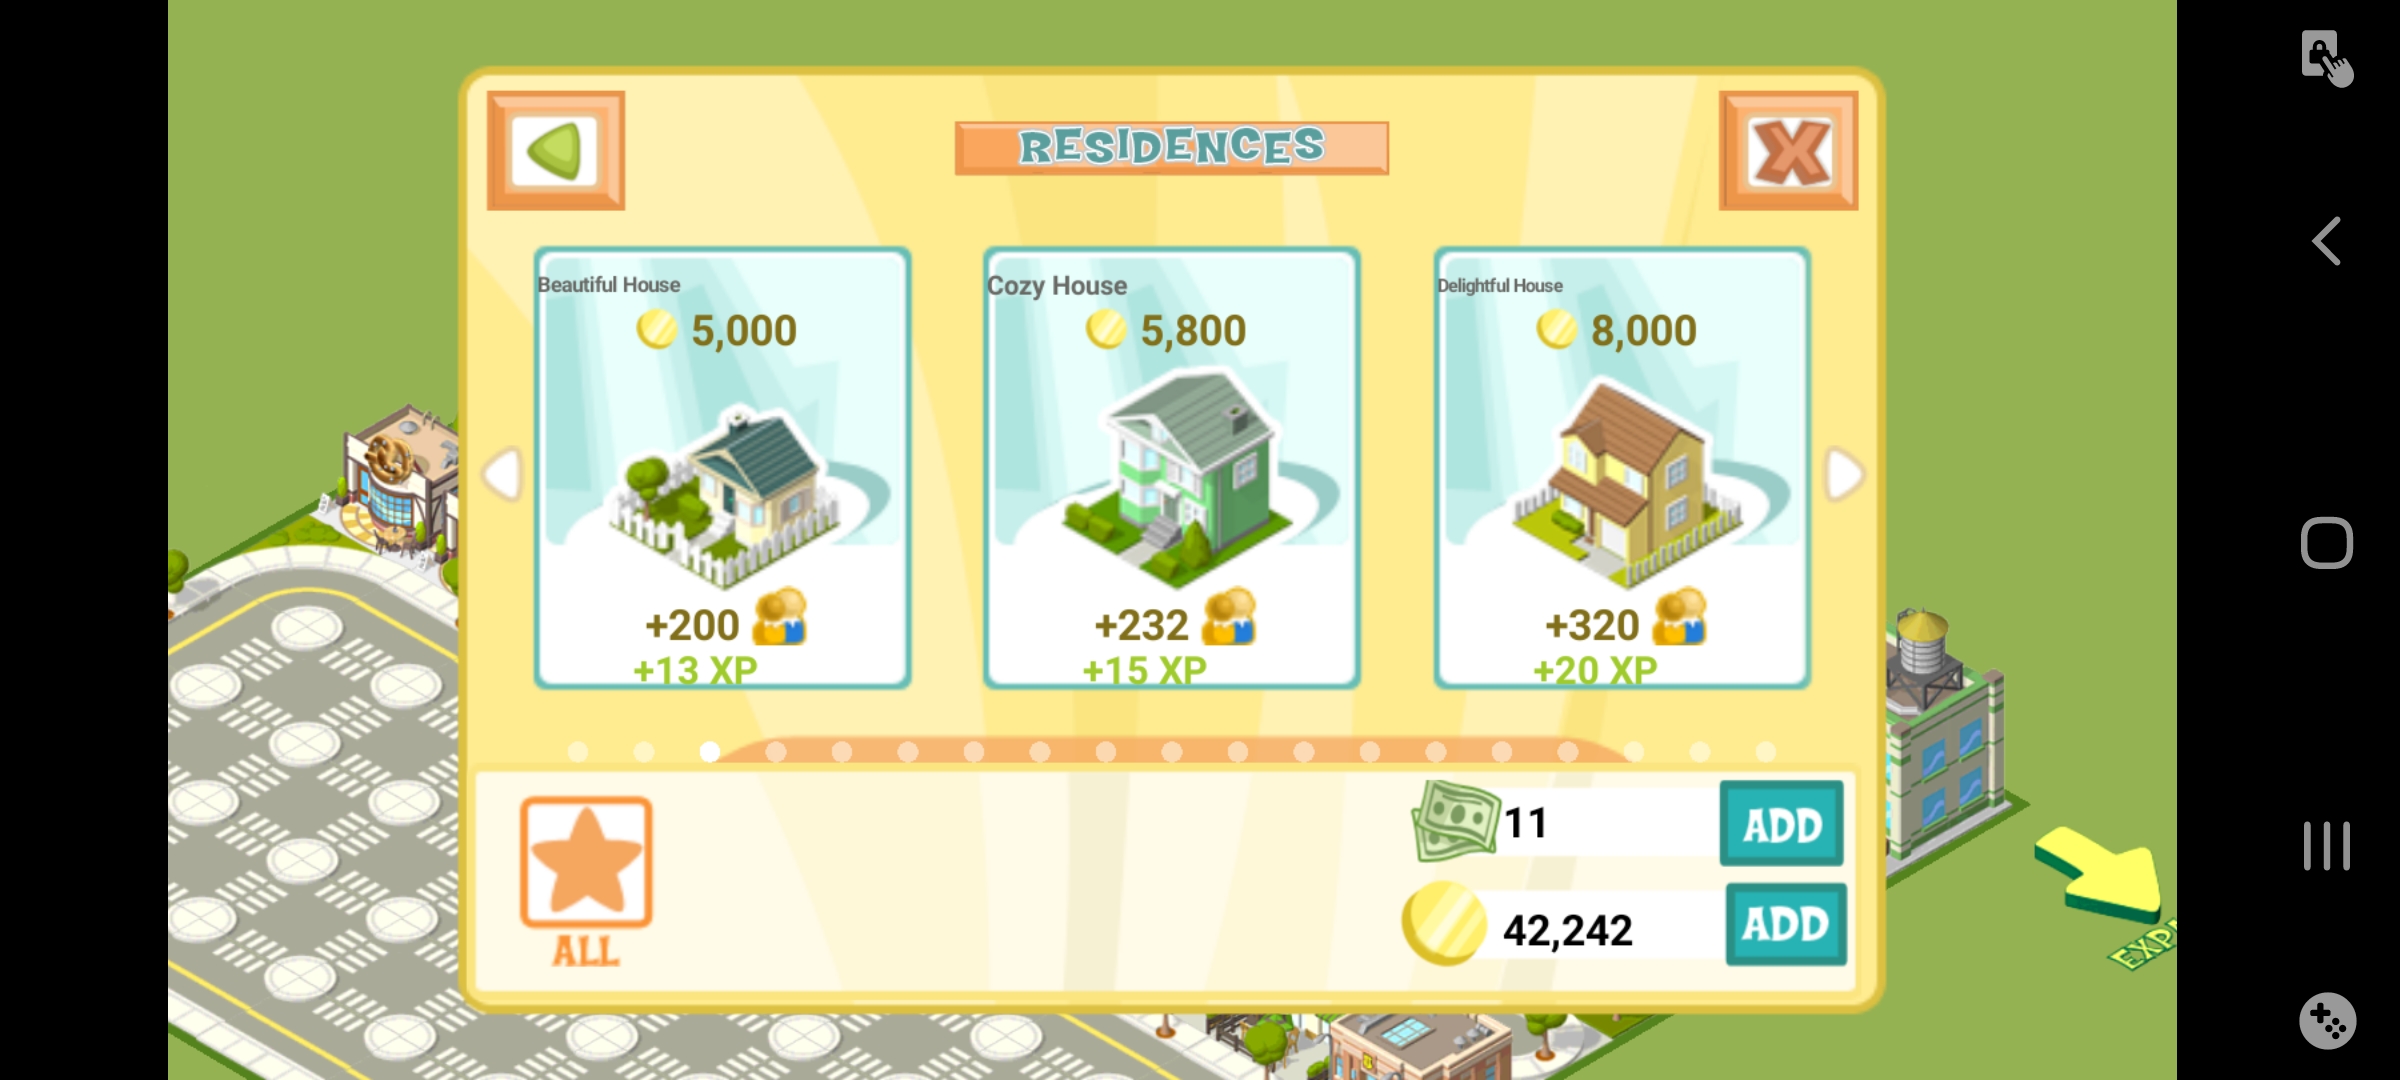 RESIDENCES
Beautiful House
5,000
+200
+13 XP
Cozy House
5,800
+232
+15 XP
Delightful House
8,000
+320
+20 XP
ALL
11
ADD
42,242
ADD